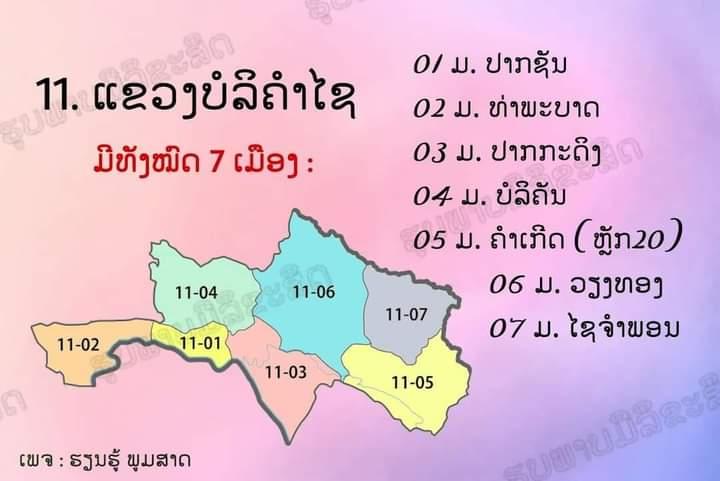 11. ແຂວງບໍລິຄຳໄຊ
ມີທັງໝົດ 7 ເມືອງ :
01 ມ. ປາກຊັນ
02 ມ. ທ່າພະບາດ
03 ມ. ປາກກະດິງ
04 ມ. ບໍລິຄັນ
05 ມ. ຄຳເກີດ (ຫຼັກ20)
06 ມ. ວຽງທອງ
07 ມ. ໄຊຈຳພອນ
11-04
11-06
11-07
11-02
11-01
11-03
11-05
ເພຈ : ຮຽນຮູ້ ພູມສາດ